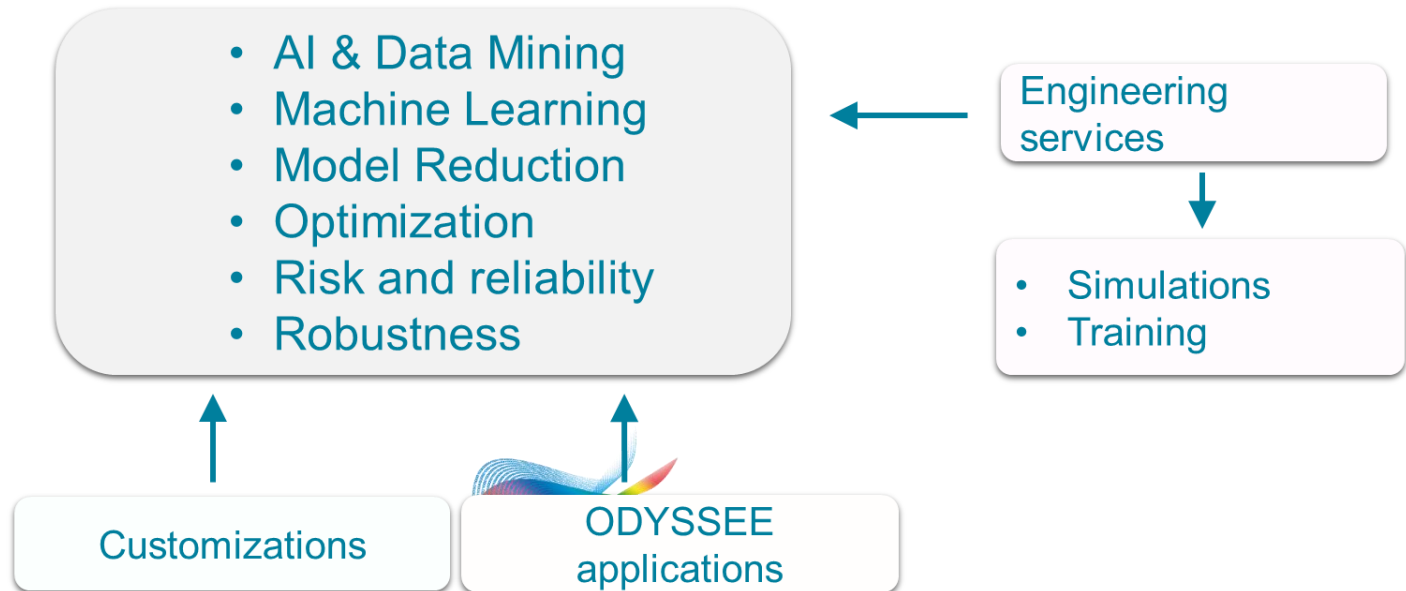 • AI & Data Mining
• Machine Learning
• Model Reduction
• Optimization
• Risk and reliability
• Robustness
Engineering
services
• Simulations
• Training
Customizations
ODYSSEE
applications